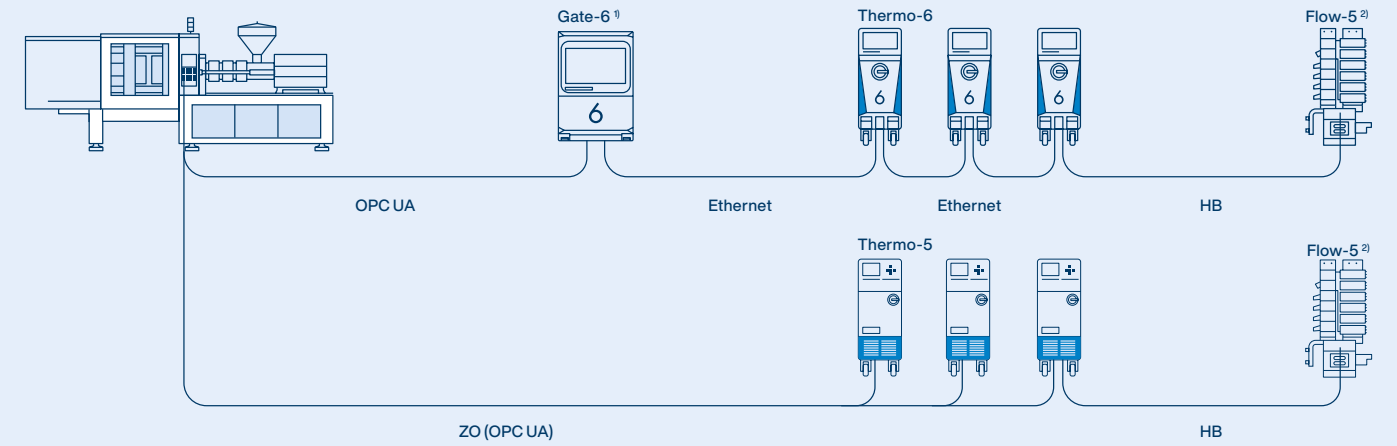 Gate-6 ¹⁾
Thermo-6
Flow-5 ²⁾
6
6
6
6
OPC UA
Ethernet
Ethernet
HB
Thermo-5
Flow-5 ²⁾
ZO (OPC UA)
HB